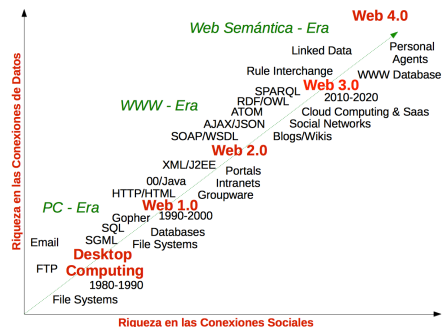 Web 4.0
Web Semántica - Era
Linked Data
Personal
Agents
Rule Interchange
WWW Database
Web 3.0
SPARQL
2010-2020
RDF/OWL
WWW - Era
ATOM
Cloud Computing & Saas
AJAX/JSON
Social Networks
SOAP/WSDL
Blogs/Wikis
Web 2.0
XML/J2EE
Portals
00/Java
Intranets
HTTP/HTML
Groupware
PC - Era
Web 1.0
Gopher
1990-2000
SQL
Databases
SGML
File Systems
Email
Desktop
Computing
FTP
1980-1990
File Systems
Riqueza en las Conexiones de Datos
Riqueza en las Conexiones Sociales